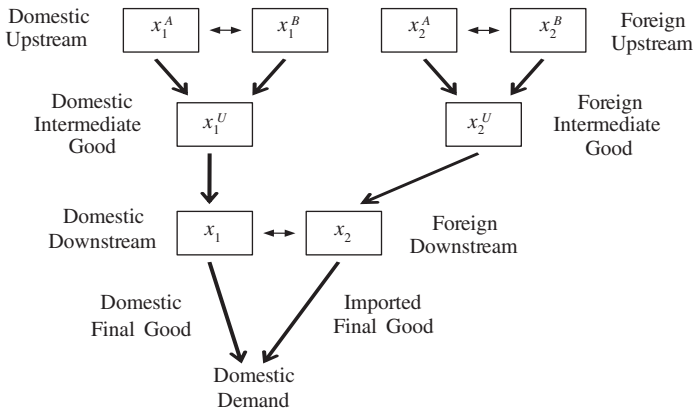 Domestic
Upstream
x_1^A
x_1^B
x_2^A
x_2^B
Foreign
Upstream
Domestic
Intermediate
Good
x_1^U
x_2^U
Foreign
Intermediate
Good
Domestic
Downstream
x_1
x_2
Foreign
Downstream
Domestic
Final Good
Imported
Final Good
Domestic
Demand